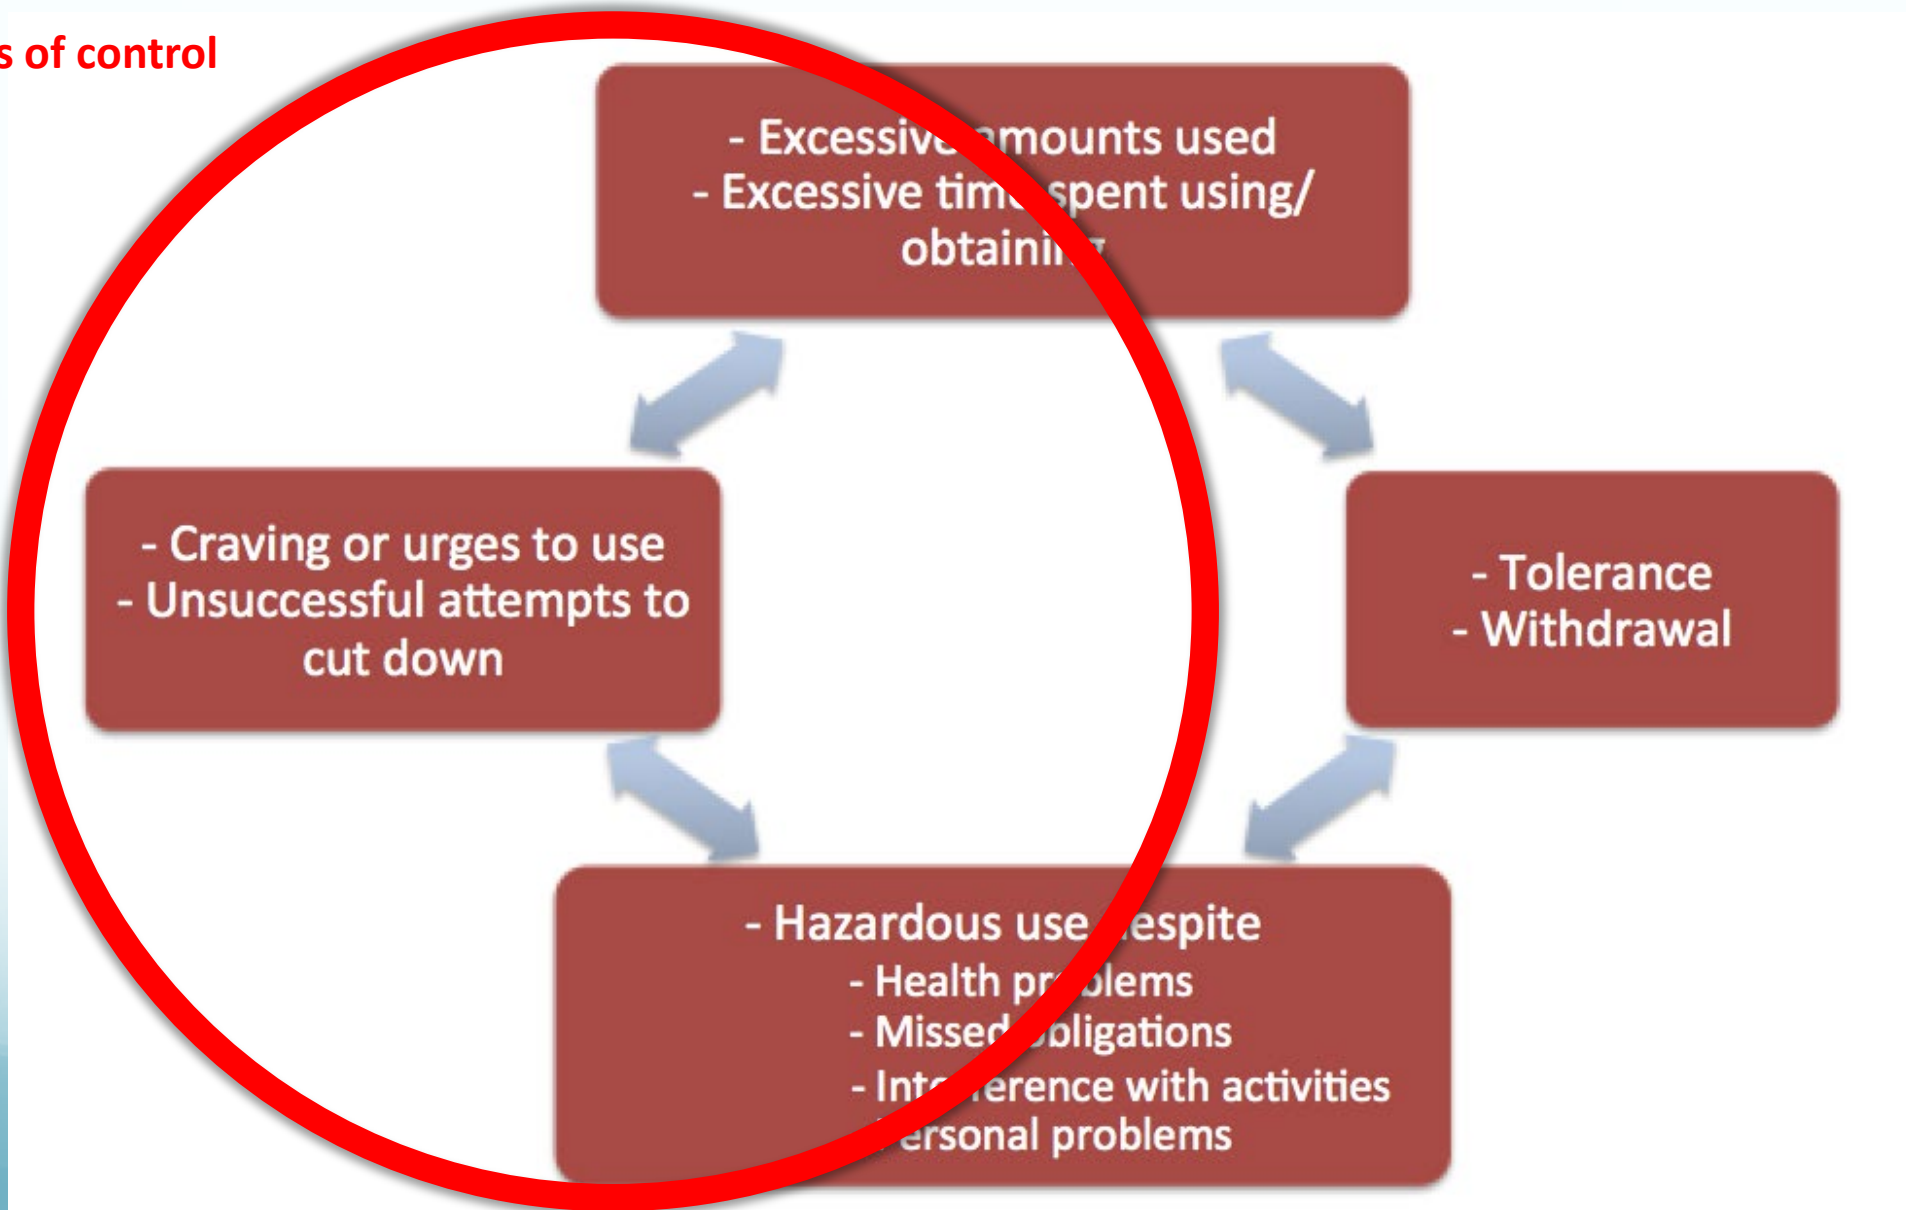 s of control
- Excessive amounts used
- Excessive time spent using/
obtaining
- Craving or urges to use
- Unsuccessful attempts to
cut down
- Tolerance
- Withdrawal
- Hazardous use despite
- Health problems
- Missed obligations
- Interference with activities
- Personal problems